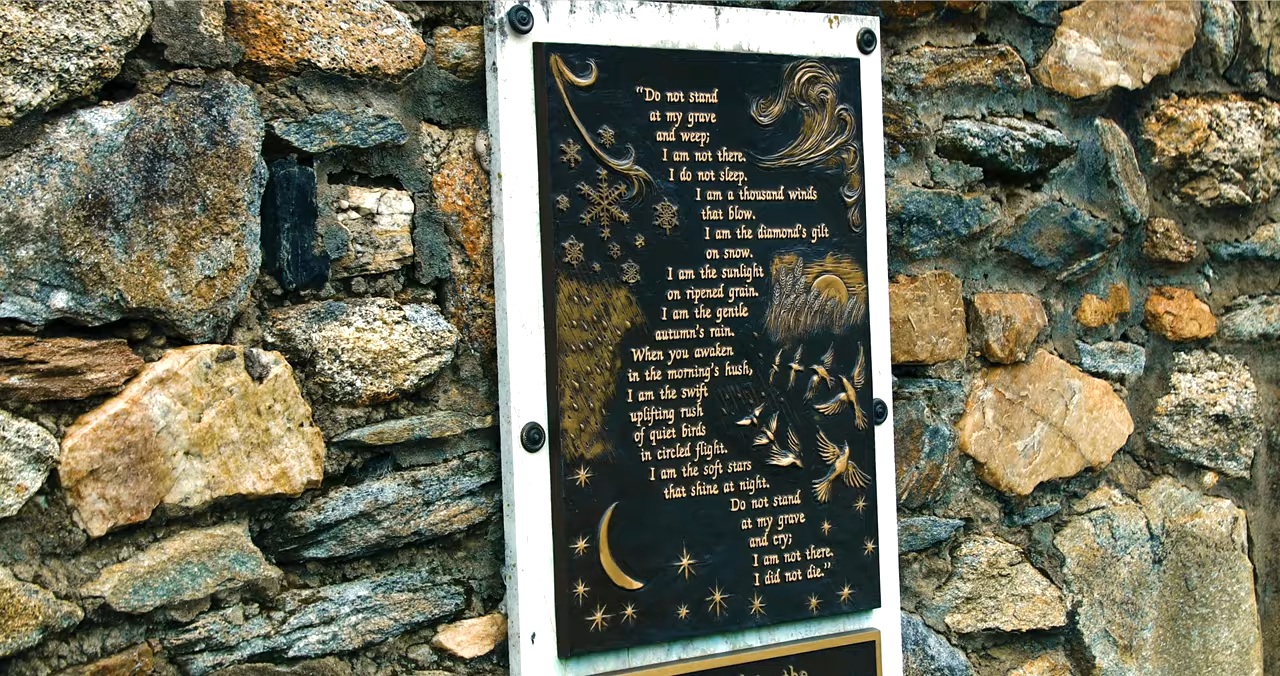 “Do not stand
at my grave
and weep;
I am not there.
I do not sleep.
I am a thousand winds
that blow.
I am the diamond's gilt
on snow.
I am the sunlight
on ripened grain.
I am the gentle
autumn's rain.
When you awaken
in the morning's hush,
I am the swift
uplifting rush
of quiet birds
in circled flight.
I am the soft stars
that shine at night.
Do not stand
at my grave
and cry;
I am not there.
I did not die.”
the